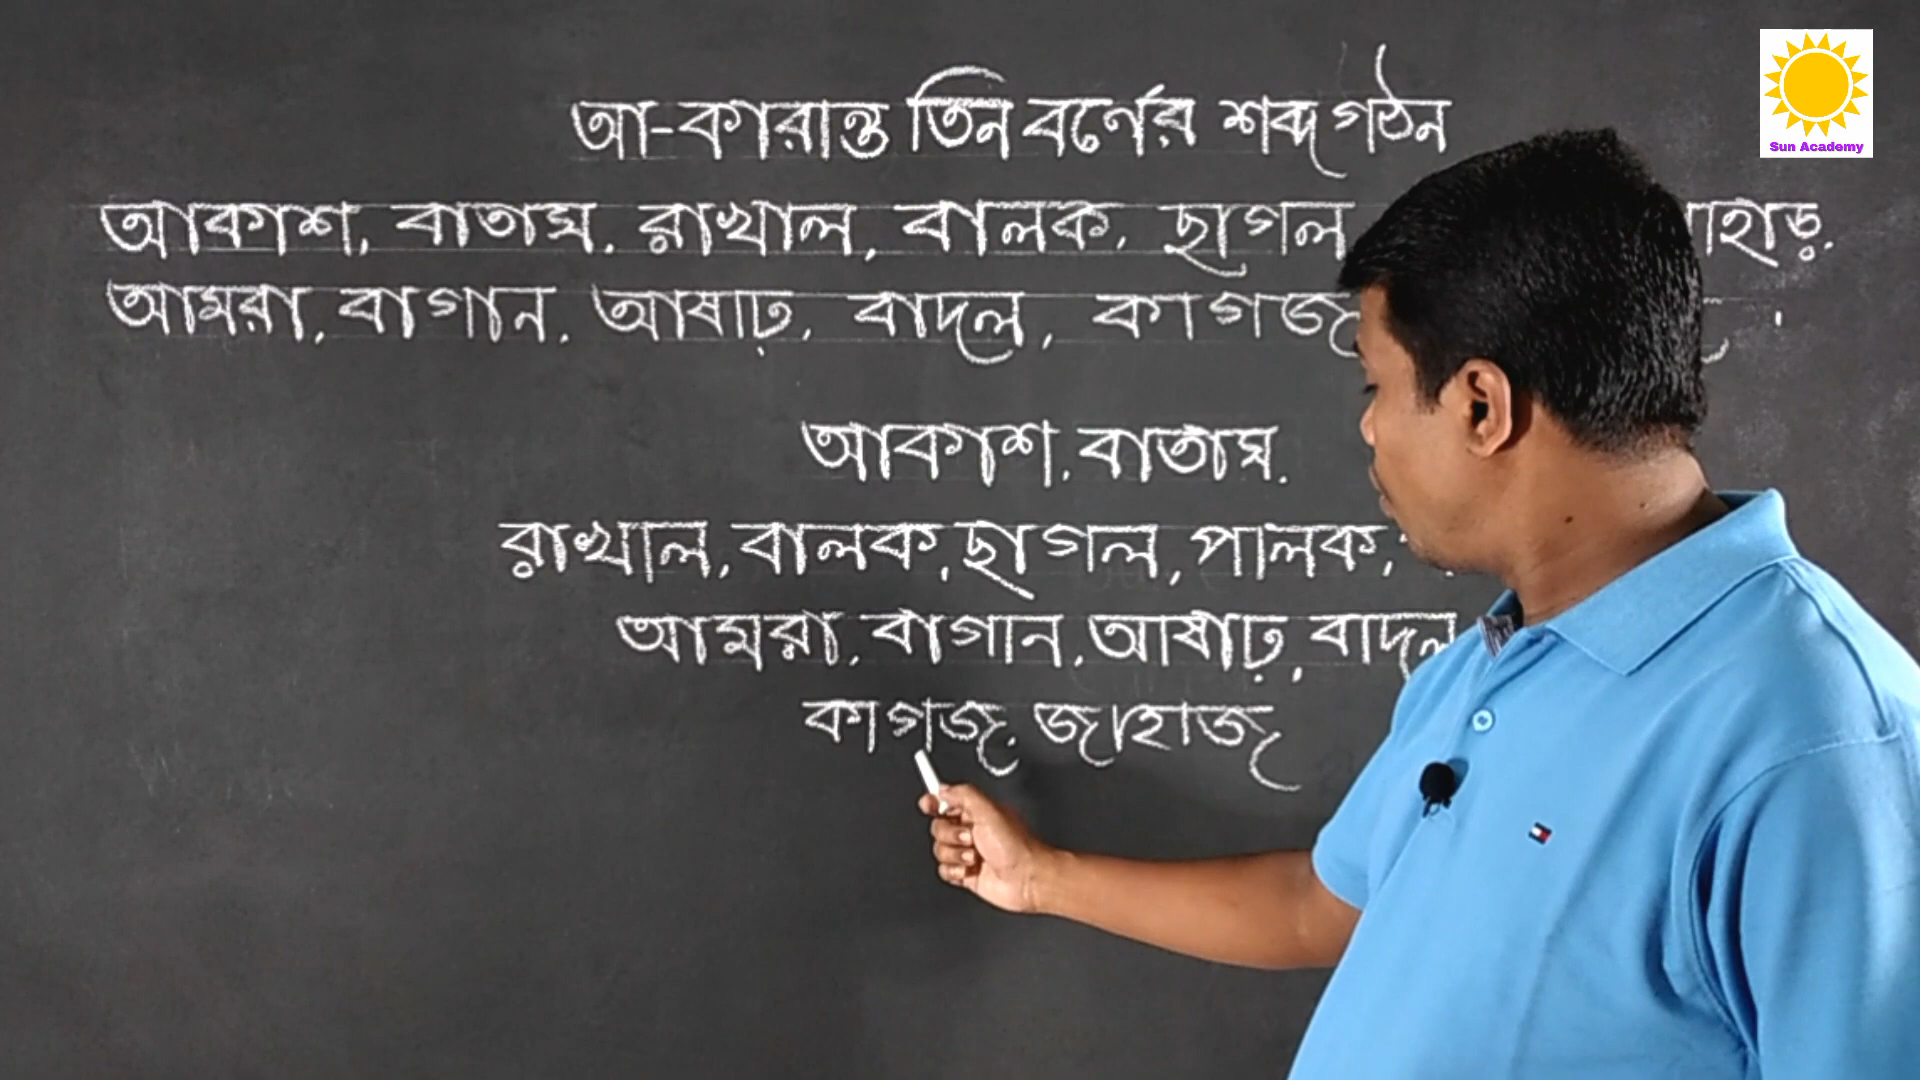 আ-কারান্ত তিন বর্ণের শব্দ গঠন
Sun Academy
আকাশ, বাতাস, রাখাল, বালক, ছাগল
আমরা, বাগান, আষাঢ়, বাদল, কাগজ
আকাশ, বাতাস,
রাখাল, বালক, ছাগল, পালক,
আমরা, বাগান, আষাঢ়, বাদল
কাগজ, জাহাজ